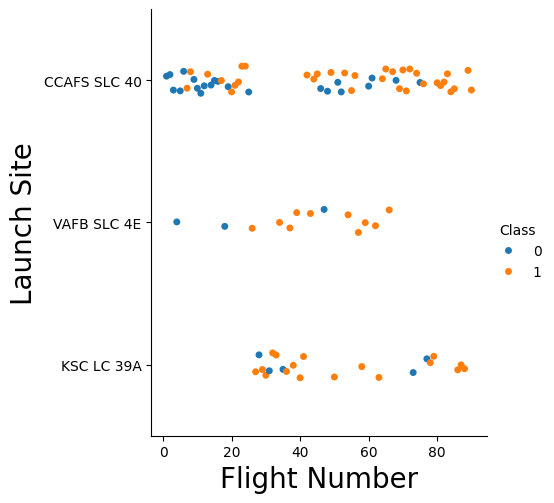 CCAFS SLC 40
VAFB SLC 4E
KSC LC 39A
Launch Site
0 20 40 60 80
Flight Number
Class
0
1